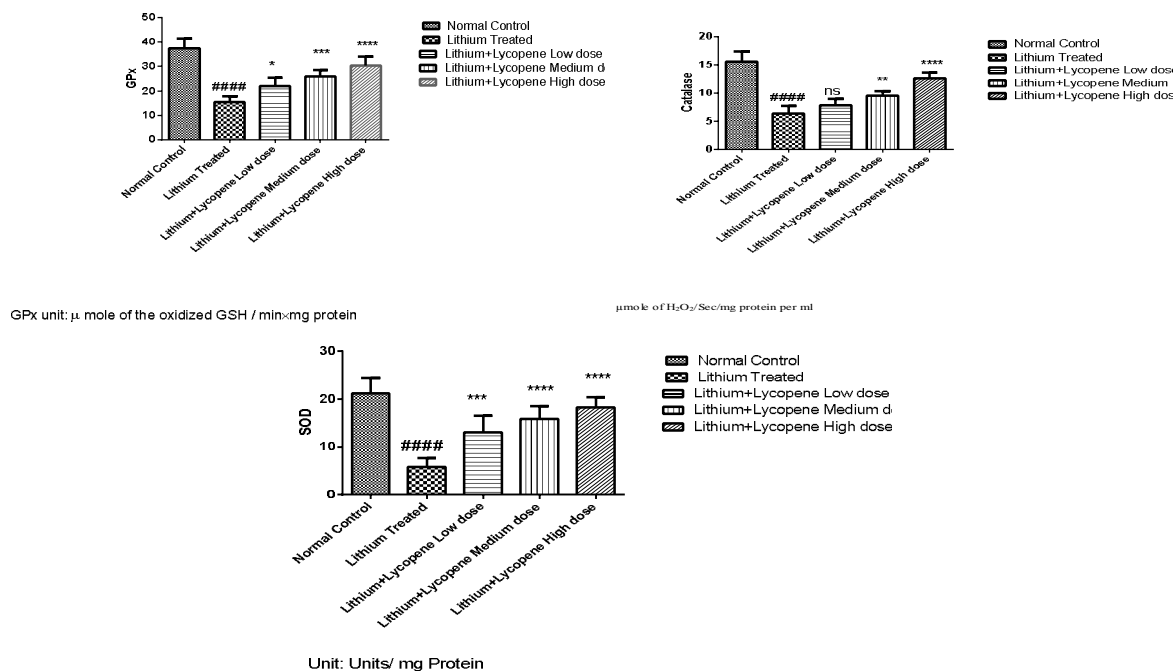 50
40
30
20
10
0
GPx
####
*
***
****
Normal Control
Lithium Treated
Lithium+Lycopene Low dose
Lithium+Lycopene Medium dose
Lithium+Lycopene High dose
Normal Control
Lithium Treated
Lithium+Lycopene Low dose
Lithium+Lycopene Medium d
Lithium+Lycopene High dose
20
15
10
5
0
Catalase
####
ns
**
****
Normal Control
Lithium Treated
Lithium+Lycopene Low dose
Lithium+Lycopene Medium dose
Lithium+Lycopene High dose
Normal Control
Lithium Treated
Lithium+Lycopene Low dose
Lithium+Lycopene Medium
Lithium+Lycopene High dose
GPx unit: μ mole of the oxidized GSH / min×mg protein
μmole of H₂O₂/Sec/mg protein per ml
30
20
10
0
SOD
####
***
****
****
Normal Control
Lithium Treated
Lithium+Lycopene Low dose
Lithium+Lycopene Medium dose
Lithium+Lycopene High dose
Normal Control
Lithium Treated
Lithium+Lycopene Low dose
Lithium+Lycopene Medium d
Lithium+Lycopene High dose
Unit: Units/ mg Protein